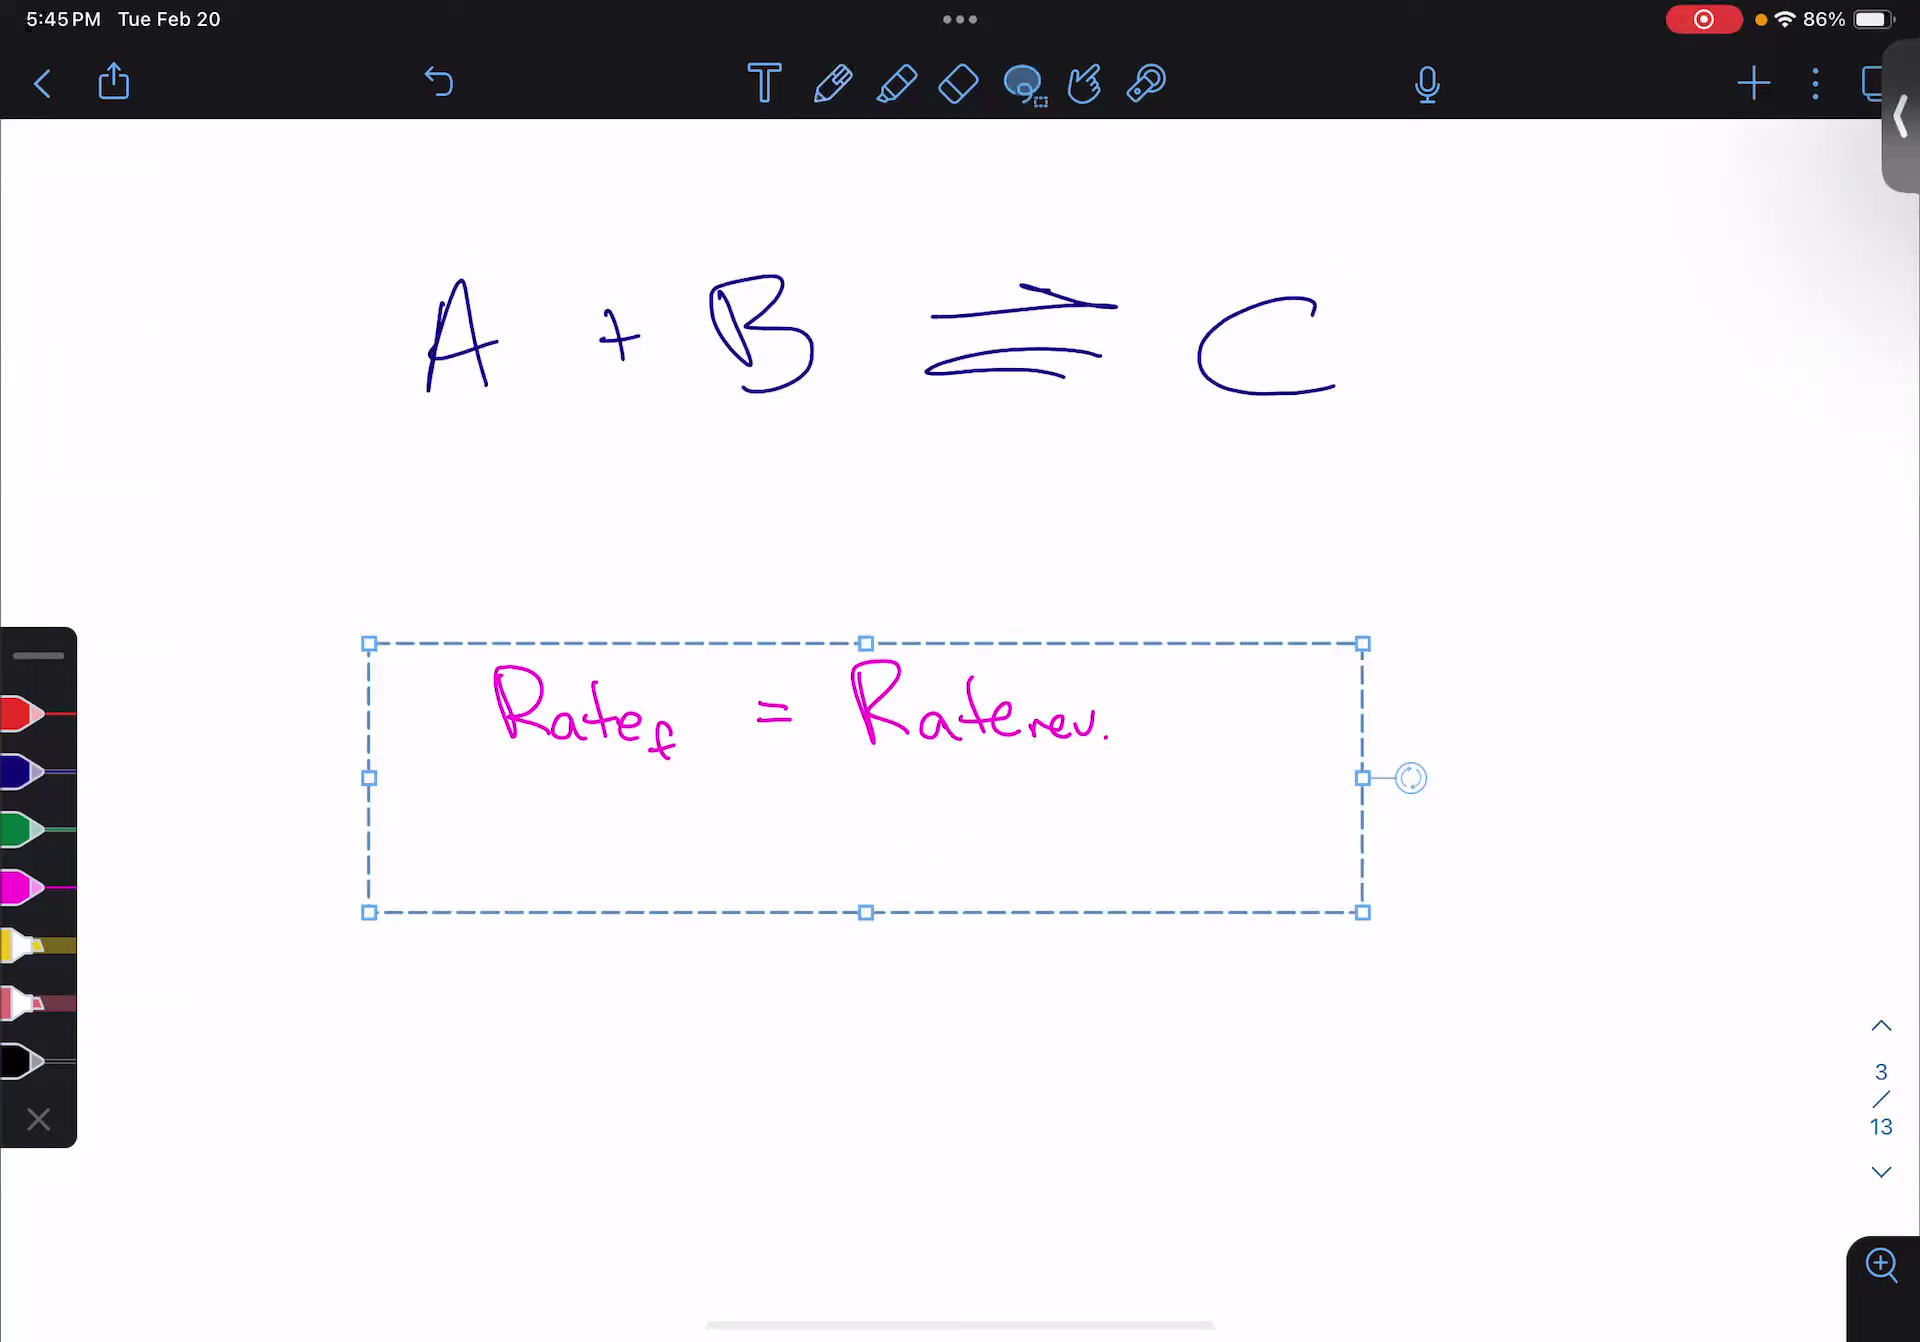 5:45 PM Tue Feb 20
86%
A + B ⇌ C
Rate_f = Rate_rev.
3
/
13